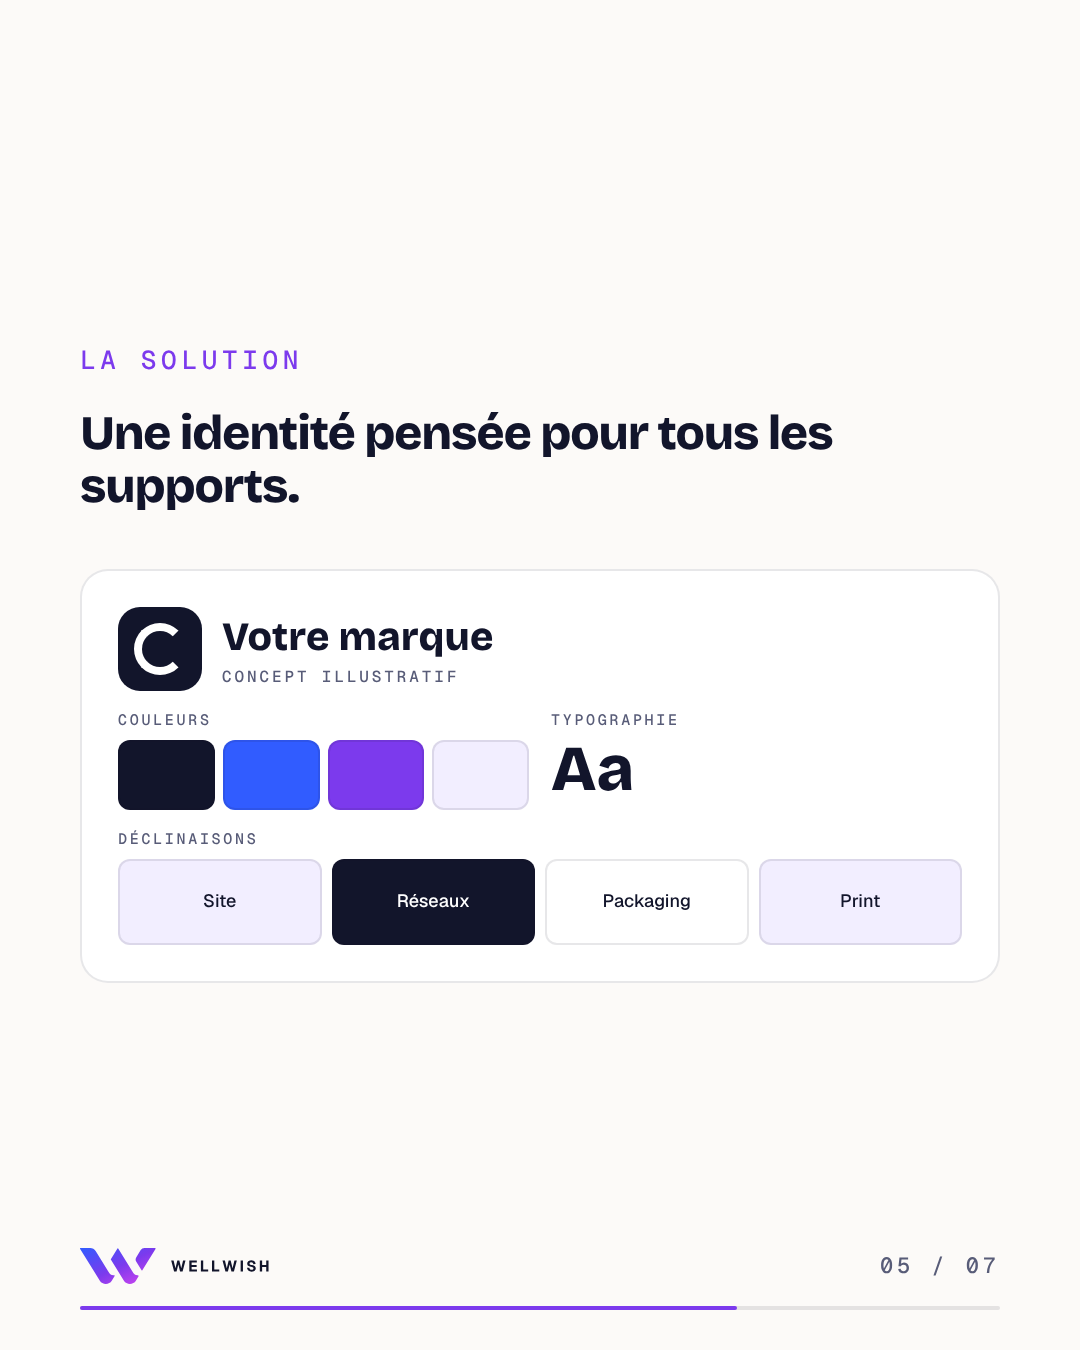 LA SOLUTION
Une identité pensée pour tous les
supports.
C
Votre marque
CONCEPT ILLUSTRATIF
COULEURS
TYPOGRAPHIE
Aa
DÉCLINAISONS
Site
Réseaux
Packaging
Print
WELLWISH
05 / 07